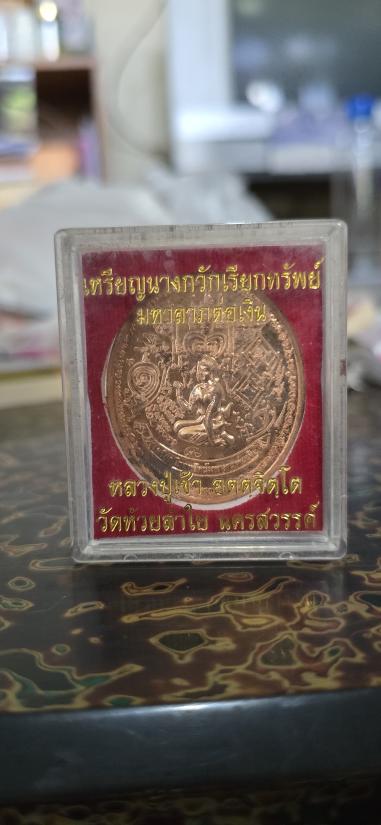 เหรียญนางกวักเรียกทรัพย์
มหาลาภต่อเงิน
หลวงปู่เช้า
วัดห้วยลำใย นครสวรรค์